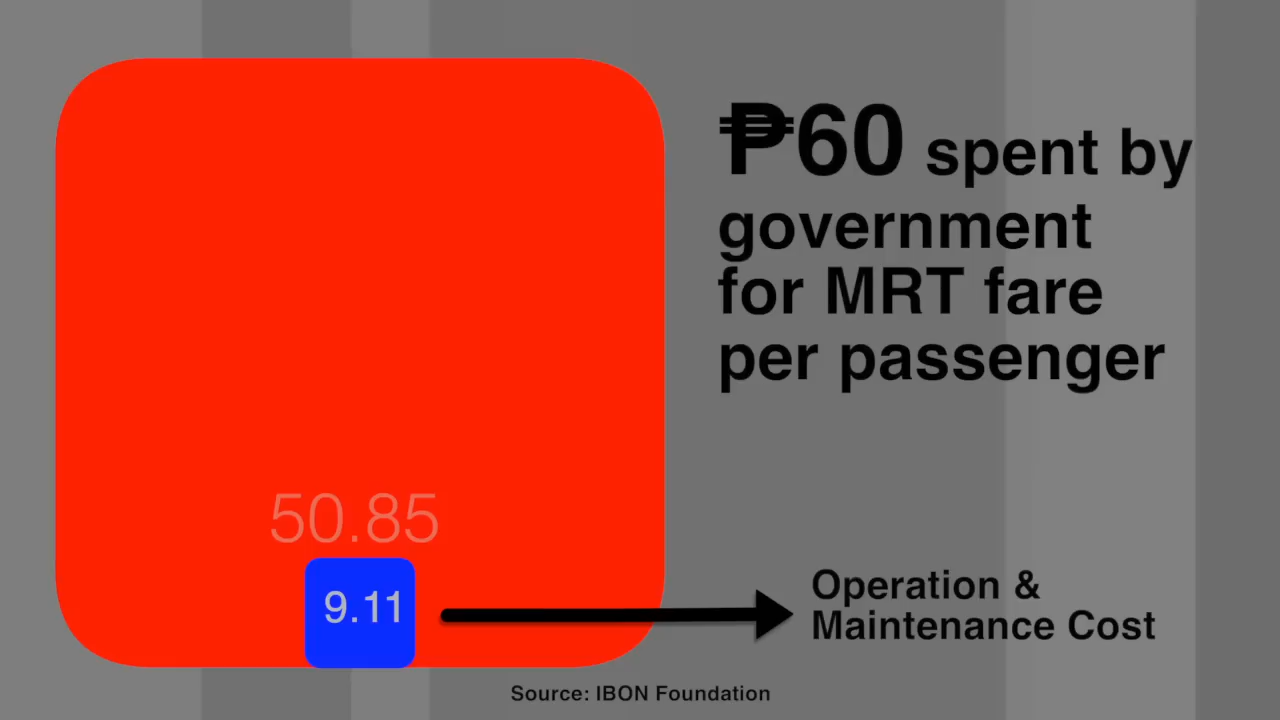 ₱60 spent by
government
for MRT fare
per passenger
50.85
9.11
Operation &
Maintenance Cost
Source: IBON Foundation